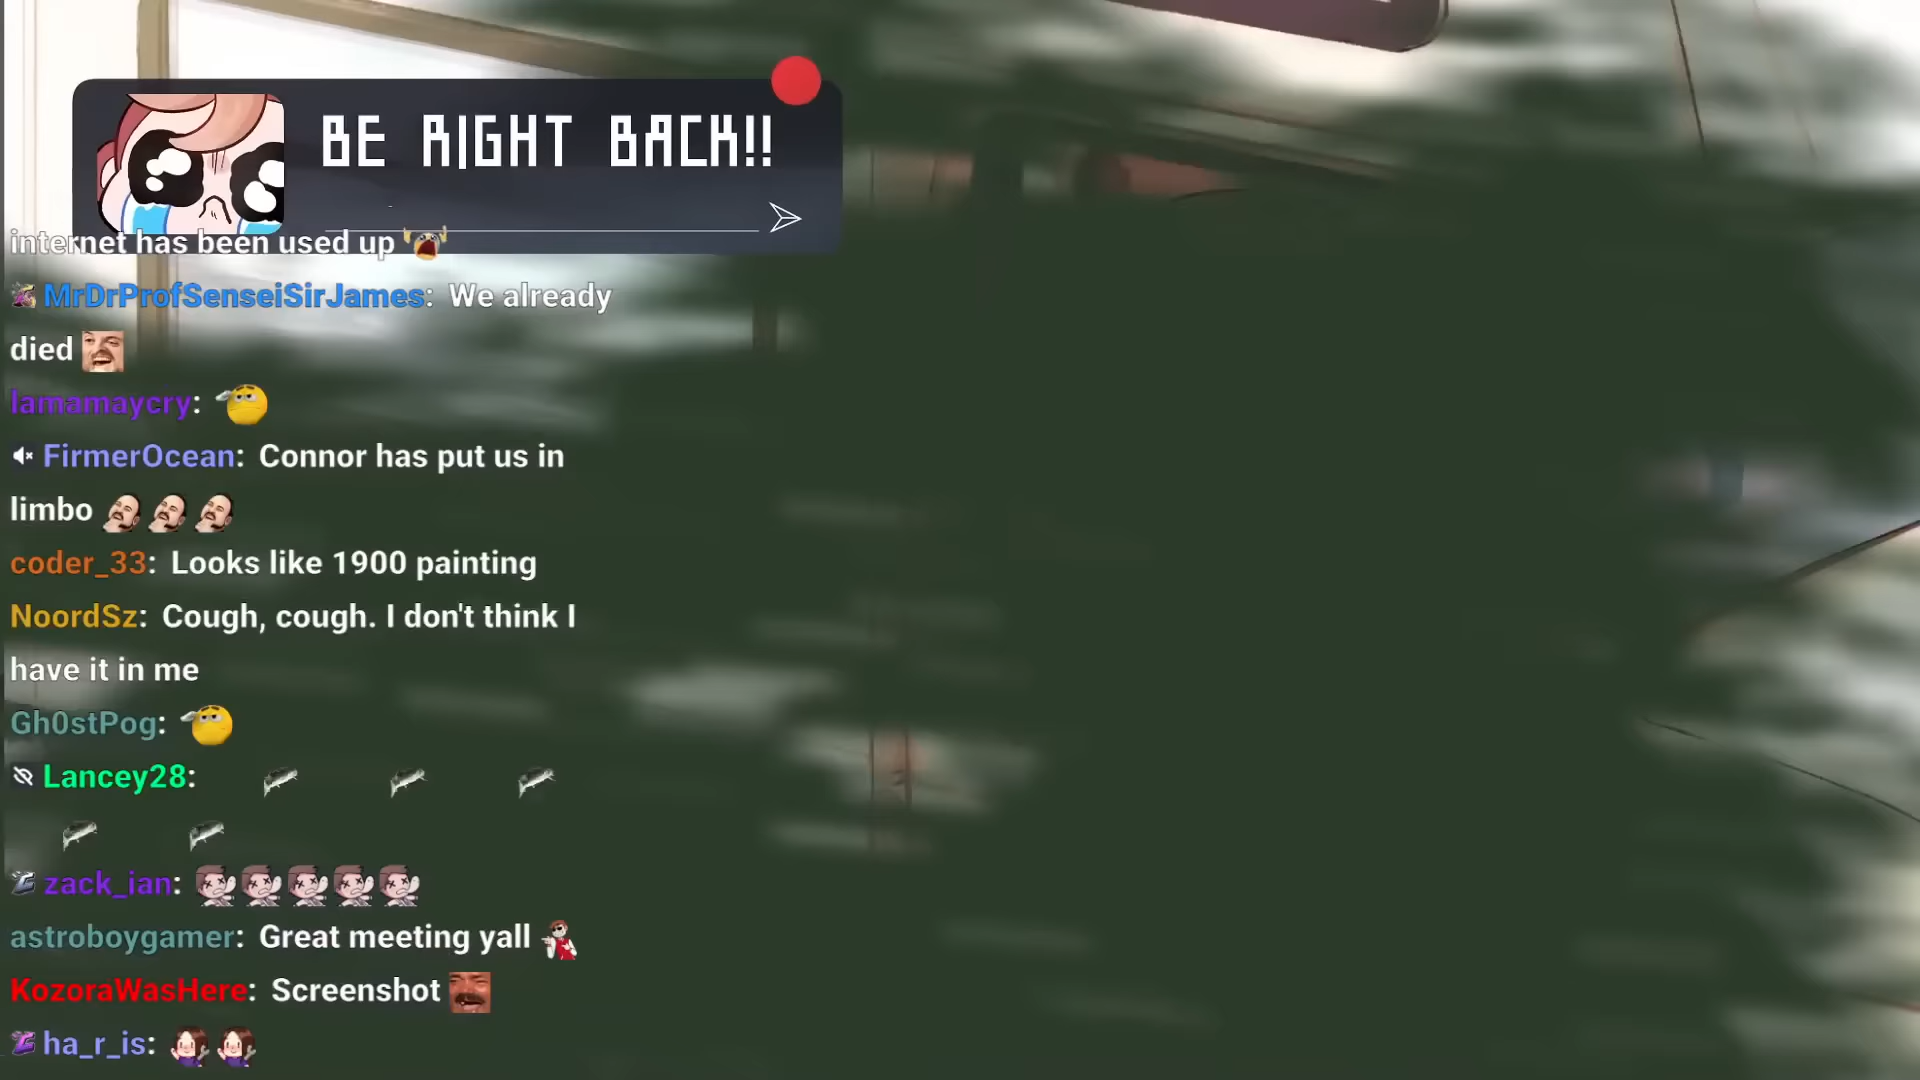 BE RIGHT BACK!!
internet has been used up
MrDrProfSenseiSirJames: We already
died
lamamaycry:
FirmerOcean: Connor has put us in
limbo
coder_33: Looks like 1900 painting
NoordSz: Cough, cough. I don't think I
have it in me
Gh0stPog:
Lancey28:
zack_ian:
astroboygamer: Great meeting yall
KozoraWasHere: Screenshot
ha_r_is: